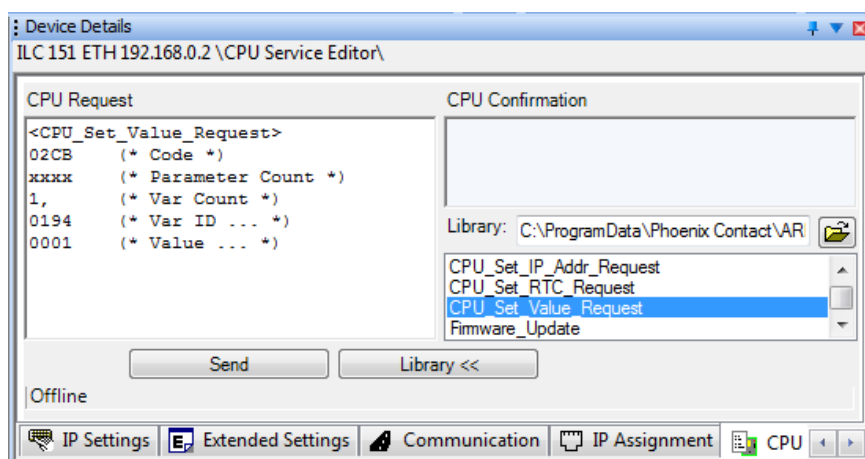 Device Details
ILC 151 ETH 192.168.0.2 \CPU Service Editor\
CPU Request
<CPU_Set_Value_Request>
02CB (* Code *)
xxxx (* Parameter Count *)
1, (* Var Count *)
0194 (* Var ID ... *)
0001 (* Value ... *)
CPU Confirmation
Library: C:\ProgramData\Phoenix Contact\AR
CPU_Set_IP_Addr_Request
CPU_Set_RTC_Request
CPU_Set_Value_Request
Firmware_Update
Send Library <<
Offline
IP Settings Extended Settings Communication IP Assignment CPU